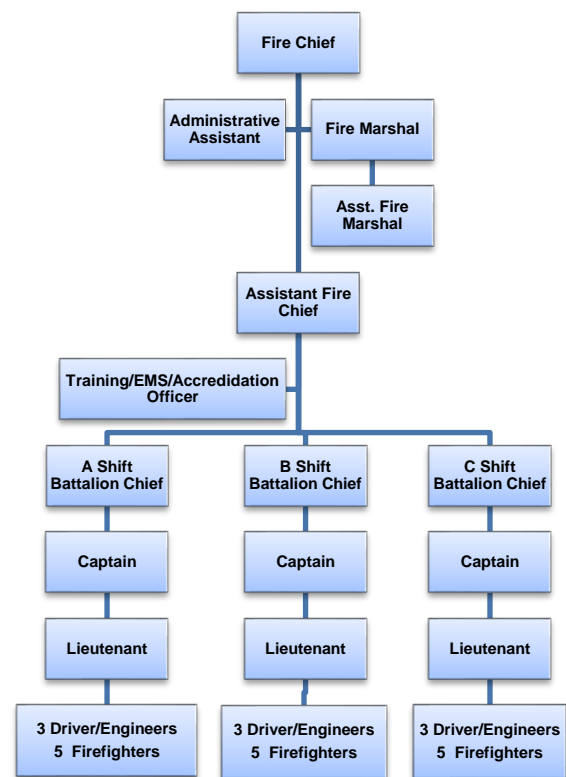 Fire Chief
Administrative
Assistant
Fire Marshal
Asst. Fire
Marshal
Assistant Fire
Chief
Training/EMS/Accredidation
Officer
A Shift
Battalion Chief
B Shift
Battalion Chief
C Shift
Battalion Chief
Captain
Captain
Captain
Lieutenant
Lieutenant
Lieutenant
3 Driver/Engineers
5 Firefighters
3 Driver/Engineers
5 Firefighters
3 Driver/Engineers
5 Firefighters